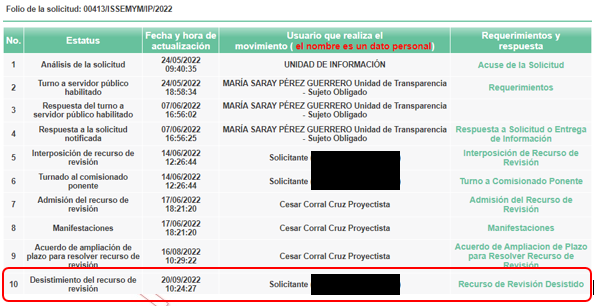 Folio de la solicitud: 00413/ISSEMYM/IP/2022
No. Estatus Fecha y hora de actualización Usuario que realiza el movimiento ( el nombre es un dato personal) Requerimientos y respuesta
1 Análisis de la solicitud 24/05/2022 09:40:35 UNIDAD DE INFORMACIÓN Acuse de la Solicitud
2 Turno a servidor público habilitado 24/05/2022 18:58:34 MARÍA SARAY PÉREZ GUERRERO Unidad de Transparencia - Sujeto Obligado Requerimientos
3 Respuesta del turno a servidor público habilitado 07/06/2022 16:56:02 MARÍA SARAY PÉREZ GUERRERO Unidad de Transparencia - Sujeto Obligado
4 Respuesta a la solicitud notificada 07/06/2022 16:56:25 MARÍA SARAY PÉREZ GUERRERO Unidad de Transparencia - Sujeto Obligado Respuesta a Solicitud o Entrega de Información
5 Interposición de recurso de revisión 14/06/2022 12:26:44 Solicitante Interposición de Recurso de Revisión
6 Turnado al comisionado ponente 14/06/2022 12:26:44 Solicitante Turno a Comisionado Ponente
7 Admisión del recurso de revisión 17/06/2022 18:21:20 Cesar Corral Cruz Proyectista Admisión del Recurso de Revisión
8 Manifestaciones 17/06/2022 18:21:20 Cesar Corral Cruz Proyectista Manifestaciones
9 Acuerdo de ampliación de plazo para resolver recurso de revisión 16/08/2022 10:29:22 Cesar Corral Cruz Proyectista Acuerdo de Ampliacion de Plazo para Resolver Recurso de Revisión
10 Desistimiento del recurso de revisión 20/09/2022 10:24:27 Solicitante Recurso de Revisión Desistido